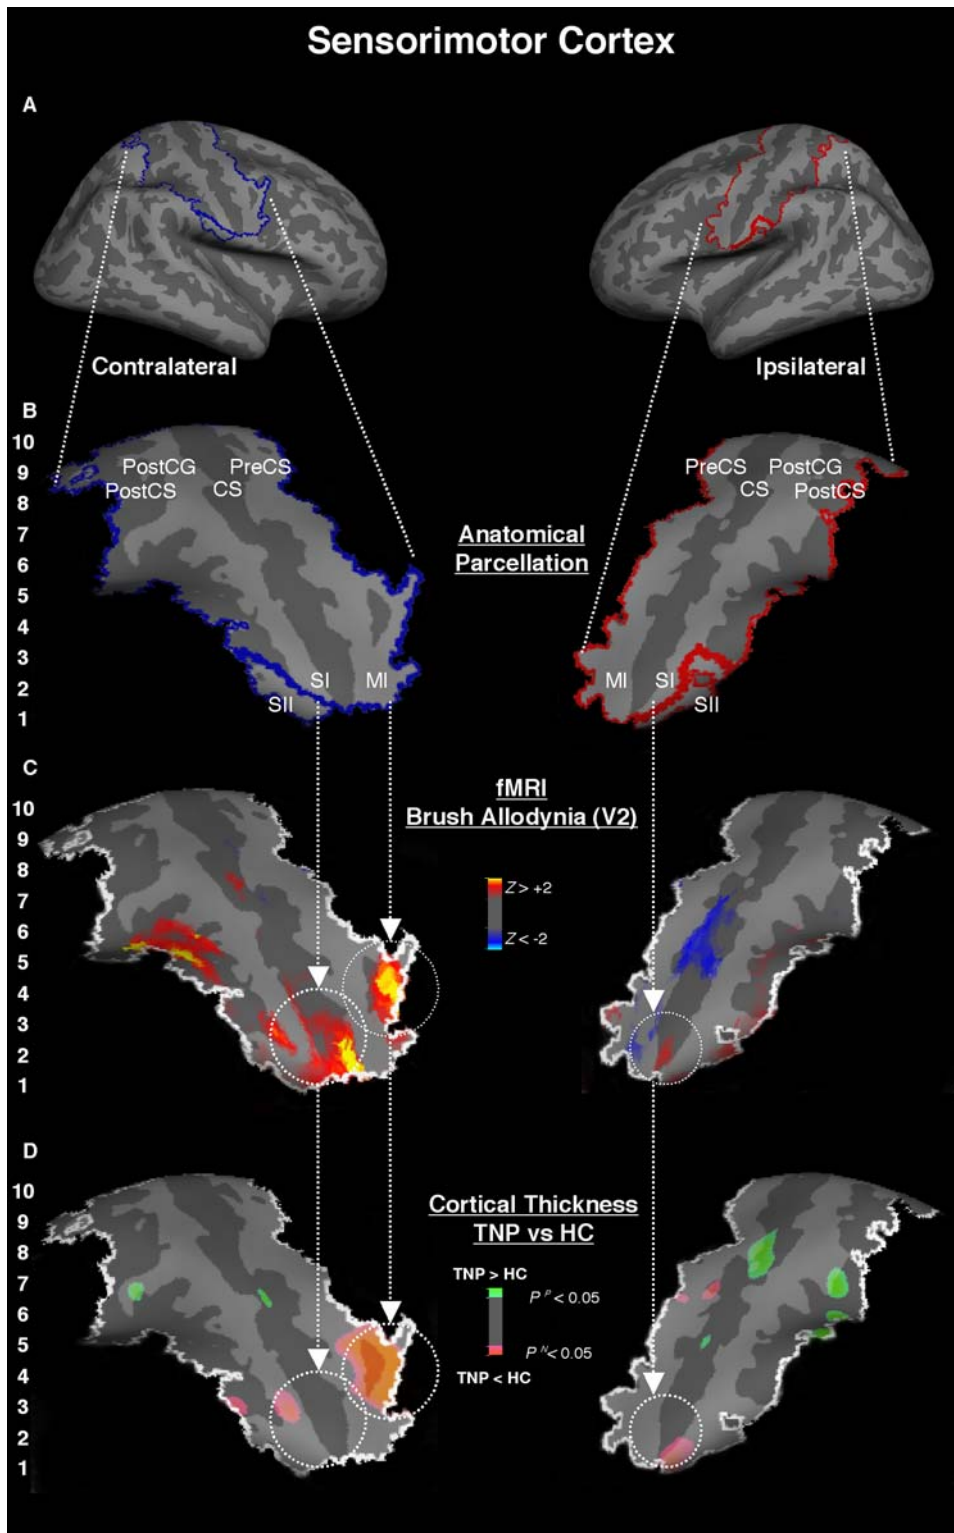 Sensorimotor Cortex
A
Contralateral
Ipsilateral
B
10
9
8
7
6
5
4
3
2
1
PostCG
PreCS
PostCS
CS
SI
MI
SII
PreCS
PostCG
CS
PostCS
MI
SI
SII
Anatomical
Parcellation
C
fMRI
Brush Allodynia (V2)
10
9
8
7
6
5
4
3
2
1
Z > +2
Z < -2
D
Cortical Thickness
TNP vs HC
10
9
8
7
6
5
4
3
2
1
TNP > HC
P P < 0.05
P N < 0.05
TNP < HC